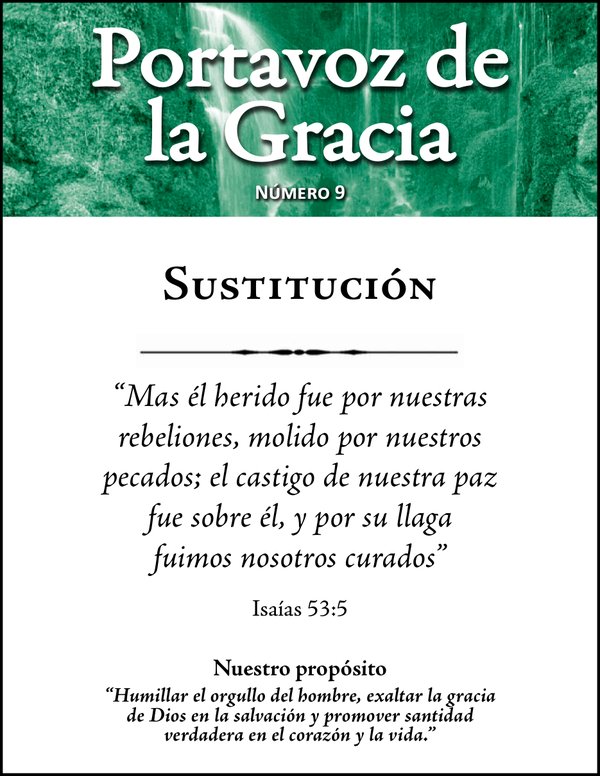 Portavoz de
la Gracia
NÚMERO 9
SUSTITUCIÓN
“Mas él herido fue por nuestras
rebeliones, molido por nuestros
pecados; el castigo de nuestra paz
fue sobre él, y por su llaga
fuimos nosotros curados”
Isaías 53:5
Nuestro propósito
“Humillar el orgullo del hombre, exaltar la gracia
de Dios en la salvación y promover santidad
verdadera en el corazón y la vida.”